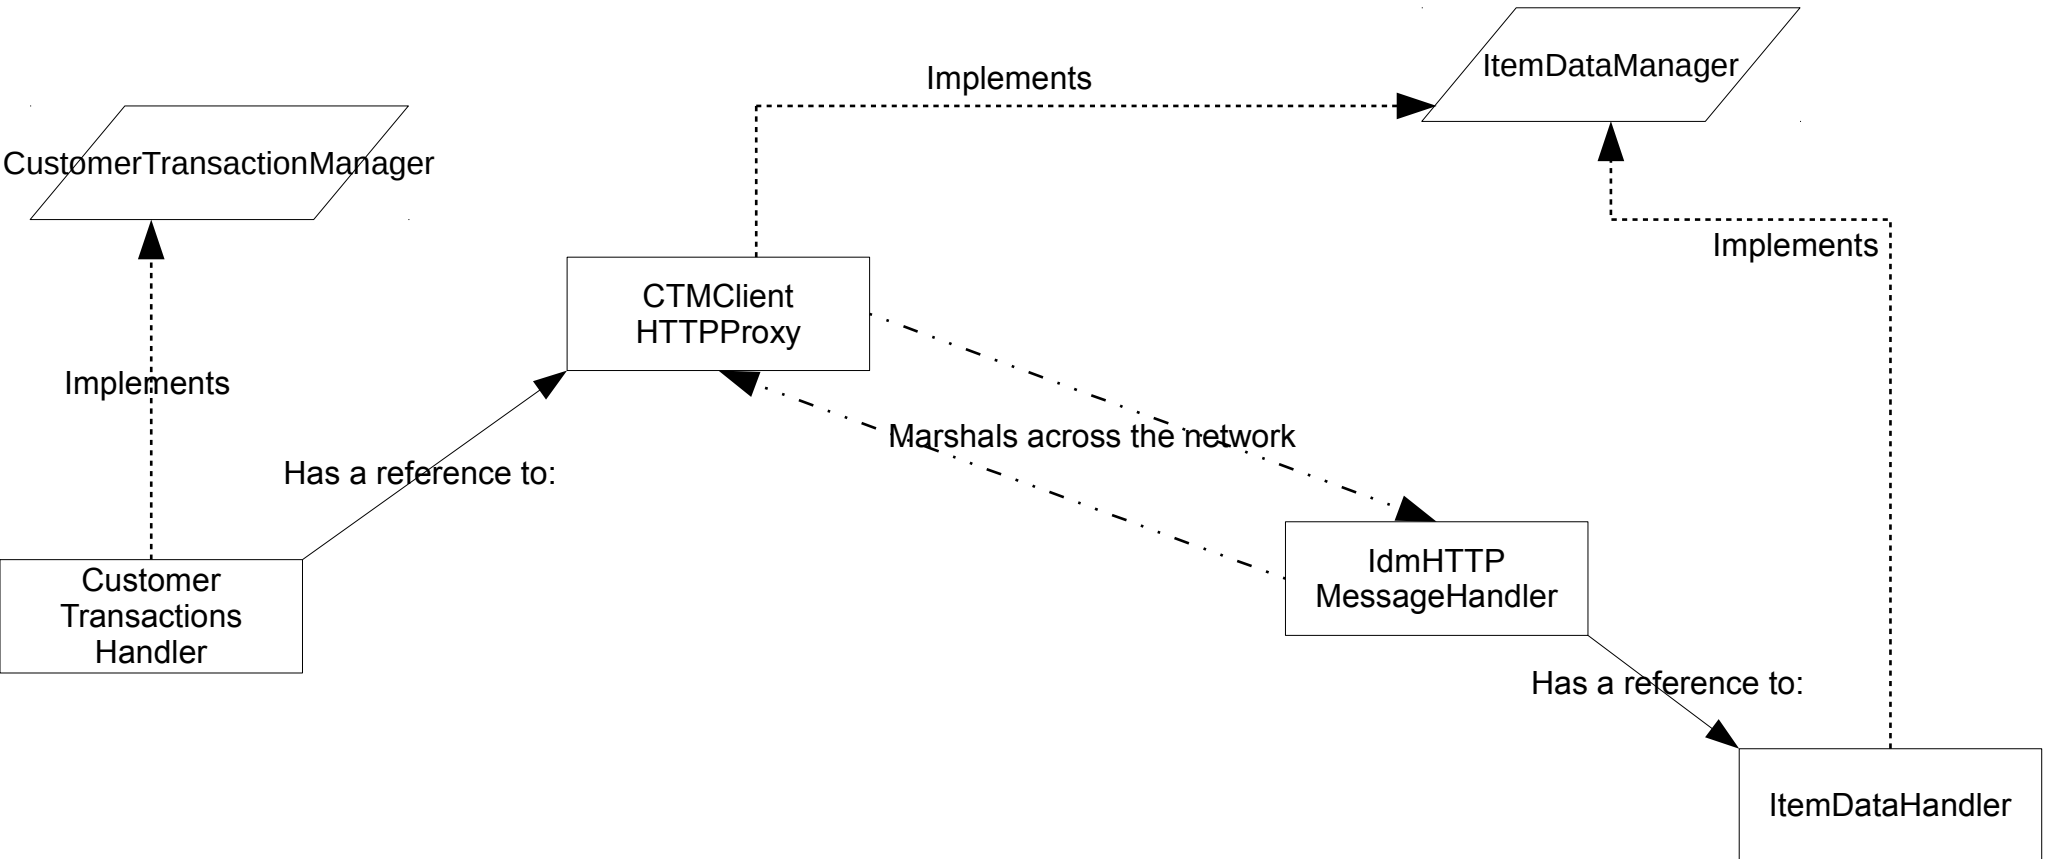 ItemDataManager
Implements
CustomerTransactionManager
Implements
CTMClient
HTTPProxy
Implements
Marshals across the network
Has a reference to:
IdmHTTP
MessageHandler
Customer
Transactions
Handler
Has a reference to:
ItemDataHandler